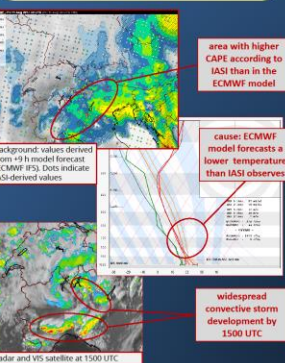 area with higher
CAPE according to
IASI than in the
ECMWF model
background: values derived
from +9 h model forecast
(ECMWF IFS). Dots indicate
IASI-derived values
cause: ECMWF
model forecasts a
lower temperature
than IASI observes
widespread
convective storm
development by
1500 UTC
radar and VIS satellite at 1500 UTC